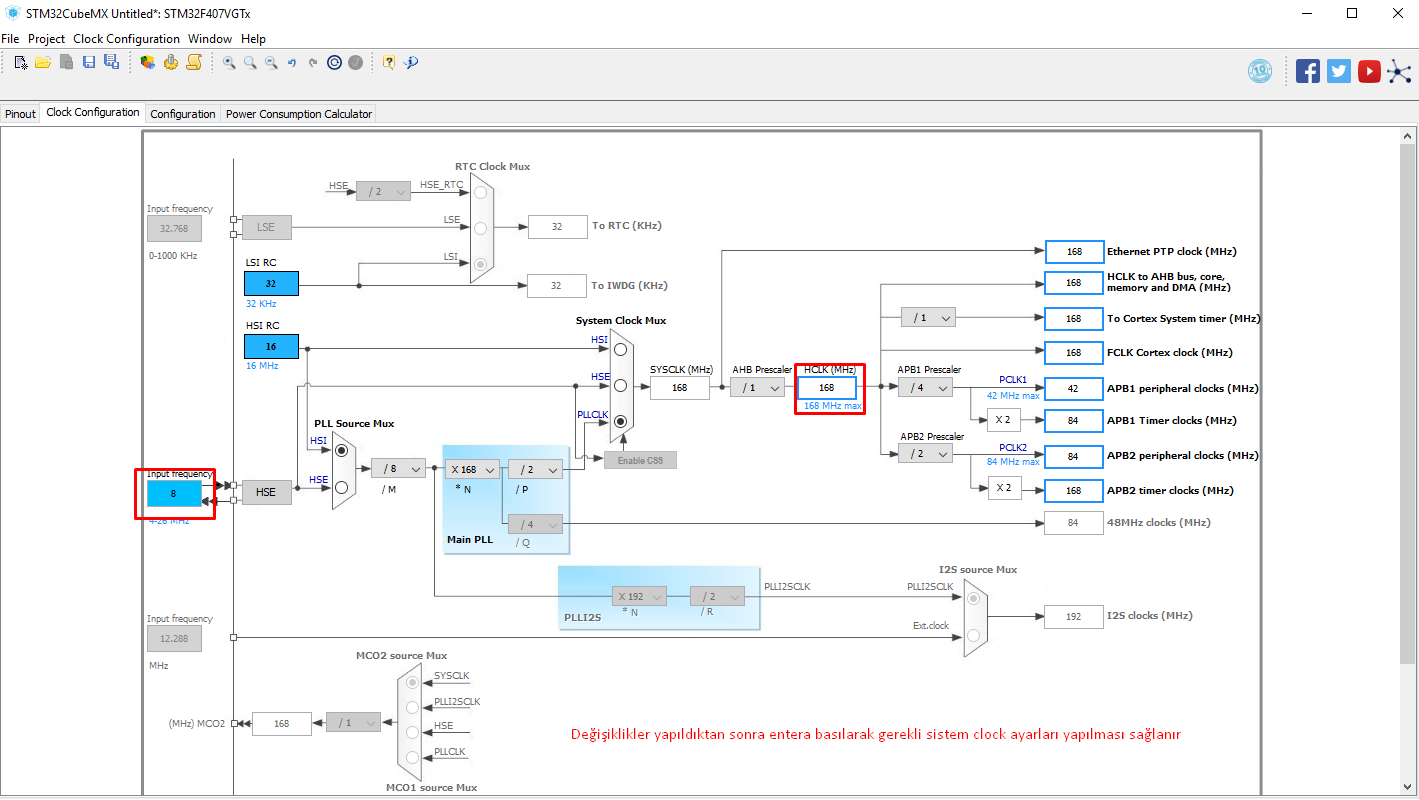 STM32CubeMX Untitled*: STM32F407VGTx
File Project Clock Configuration Window Help
10
Pinout Clock Configuration Configuration Power Consumption Calculator
RTC Clock Mux
HSE / 2 HSE_RTC
Input frequency
32.768
LSE
LSE
32 To RTC (KHz)
0-1000 KHz
LSI RC
LSI
32
32 KHz
32 To IWDG (KHz)
168 Ethernet PTP clock (MHz)
168 HCLK to AHB bus, core,
memory and DMA (MHz)
/ 1
168 To Cortex System timer (MHz)
HSI RC
16
16 MHz
System Clock Mux
HSI
HSE
PLLCLK
Enable CSS
168 FCLK Cortex clock (MHz)
SYSCLK (MHz)
168
AHB Prescaler
/ 1
HCLK (MHz)
168
168 MHz max
APB1 Prescaler
/ 4
PCLK1
42 MHz max
42 APB1 peripheral clocks (MHz)
X 2
84 APB1 Timer clocks (MHz)
APB2 Prescaler
/ 2
PCLK2
84 MHz max
84 APB2 peripheral clocks (MHz)
X 2
168 APB2 timer clocks (MHz)
84 48MHz clocks (MHz)
PLL Source Mux
HSI
HSE
Input frequency
8
4-26 MHz
HSE
/ 8
/ M
X 168
* N
/ 2
/ P
/ 4
/ Q
Main PLL
X 192
* N
/ 2
/ R
PLLI2S
PLLI2SCLK
I2S source Mux
PLLI2SCLK
Ext.clock
192 I2S clocks (MHz)
Input frequency
12.288
MHz
MCO2 source Mux
SYSCLK
PLLI2SCLK
HSE
PLLCLK
(MHz) MCO2 168 / 1
MCO1 source Mux
Değişiklikler yapıldıktan sonra entera basılarak gerekli sistem clock ayarları yapılması sağlanır